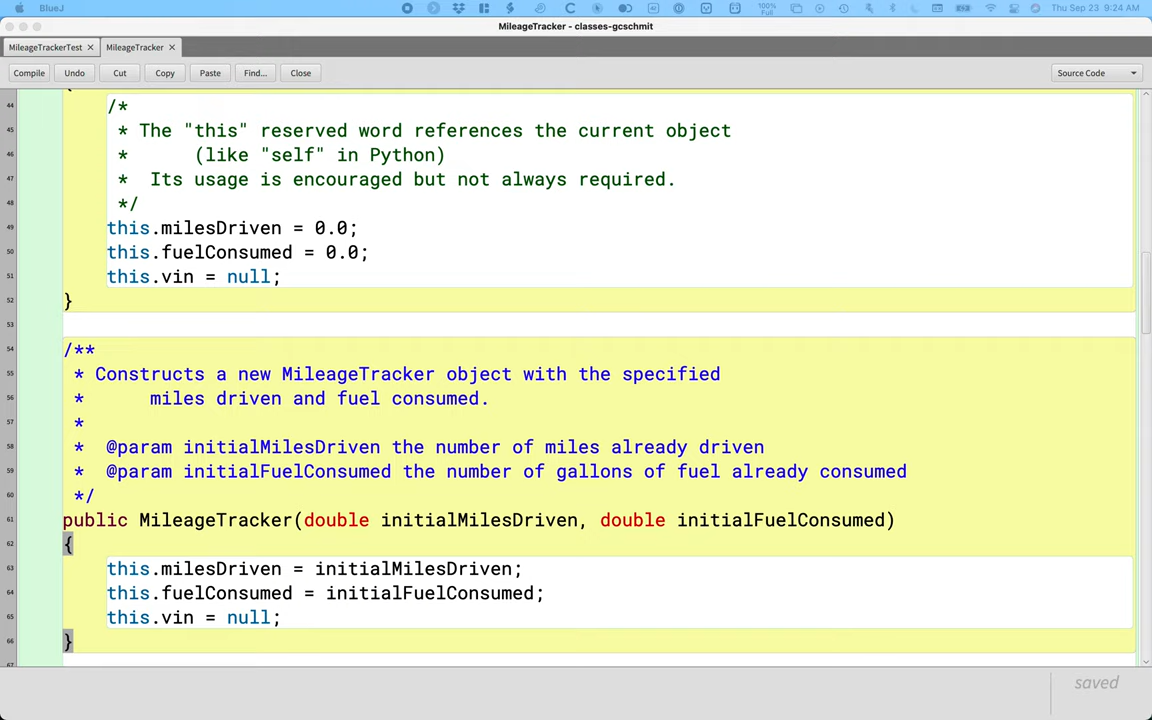 BlueJ
100% Full
Thu Sep 23 9:24 AM
MileageTracker - classes-gcschmit
MileageTrackerTest
MileageTracker
Compile
Undo
Cut
Copy
Paste
Find...
Close
Source Code
{
44 /*
45 * The "this" reserved word references the current object
46 * (like "self" in Python)
47 * Its usage is encouraged but not always required.
48 */
49 this.milesDriven = 0.0;
50 this.fuelConsumed = 0.0;
51 this.vin = null;
52 }
53
54 /**
55 * Constructs a new MileageTracker object with the specified
56 * miles driven and fuel consumed.
57 *
58 * @param initialMilesDriven the number of miles already driven
59 * @param initialFuelConsumed the number of gallons of fuel already consumed
60 */
61 public MileageTracker(double initialMilesDriven, double initialFuelConsumed)
62 {
63 this.milesDriven = initialMilesDriven;
64 this.fuelConsumed = initialFuelConsumed;
65 this.vin = null;
66 }
67
saved